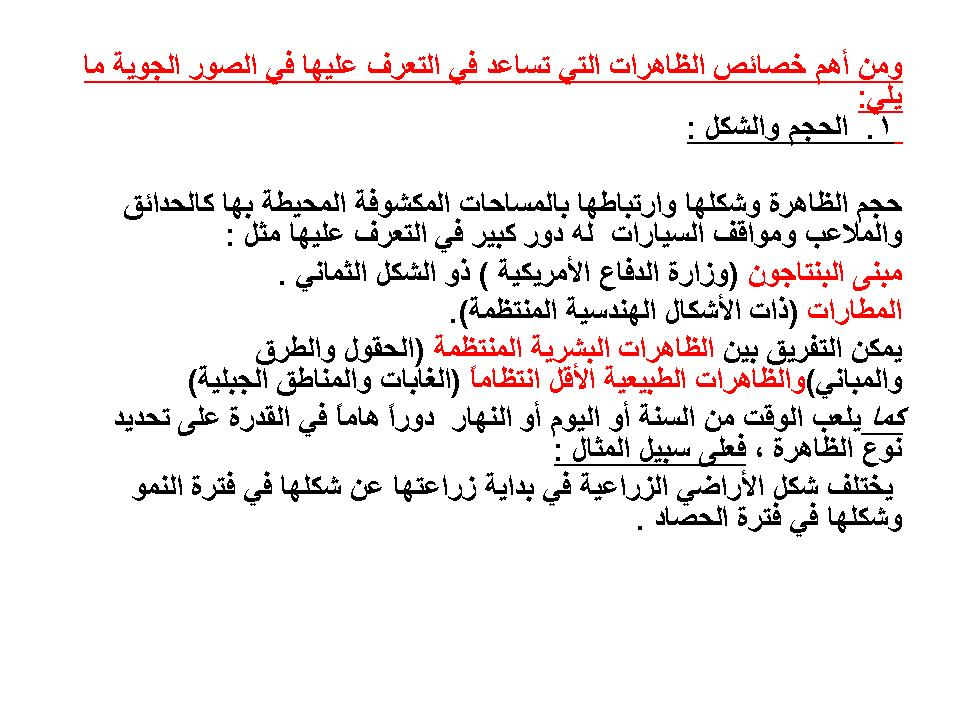 ومن أهم خصائص الظاهرات التي تساعد في التعرف عليها في الصور الجوية ما
يلي:
١. الحجم والشكل :
حجم الظاهرة وشكلها وارتباطها بالمساحات المكشوفة المحيطة بها كالحدائق
والملاعب ومواقف السيارات له دور كبير في التعرف عليها مثل :
مبنى البنتاجون (وزارة الدفاع الأمريكية ) ذو الشكل الثماني .
المطارات (ذات الأشكال الهندسية المنتظمة).
يمكن التفريق بين الظاهرات البشرية المنتظمة (الحقول والطرق
والمباني)والظاهرات الطبيعية الأقل انتظاماً (الغابات والمناطق الجبلية)
كما يلعب الوقت من السنة أو اليوم أو النهار دوراً هاماً في القدرة على تحديد
نوع الظاهرة ، فعلى سبيل المثال :
يختلف شكل الأراضي الزراعية في بداية زراعتها عن شكلها في فترة النمو
وشكلها في فترة الحصاد .